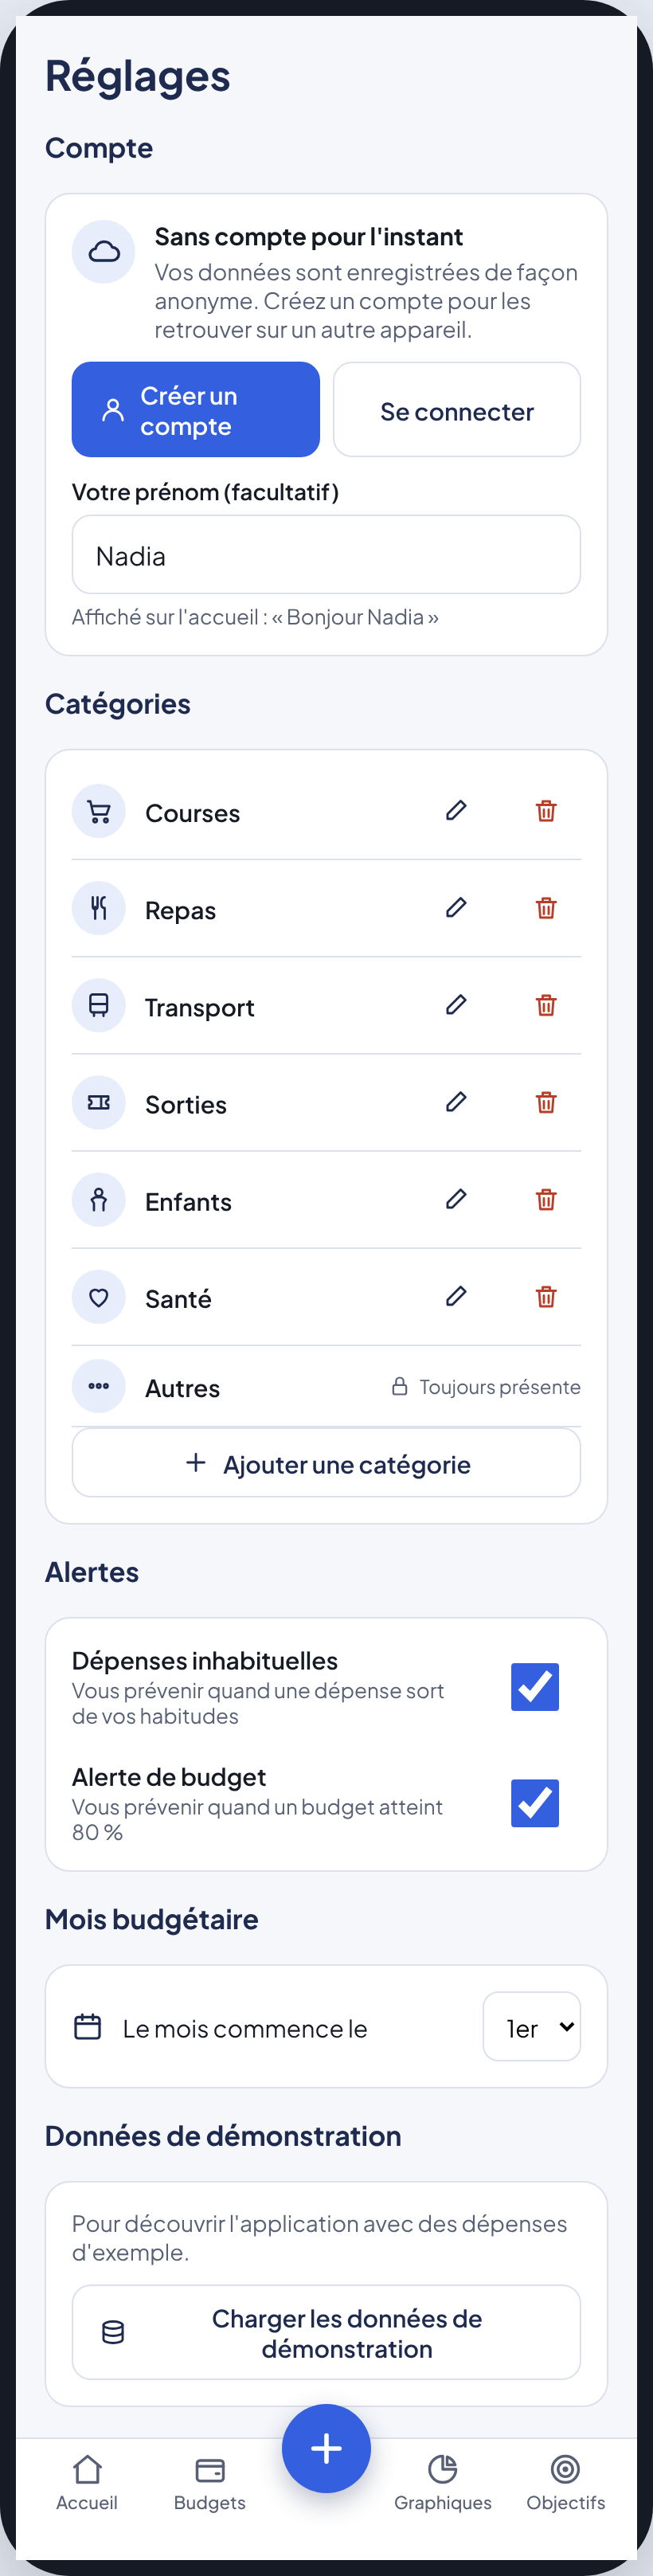 Réglages
Compte
Sans compte pour l'instant
Vos données sont enregistrées de façon
anonyme. Créez un compte pour les
retrouver sur un autre appareil.
Créer un
compte
Se connecter
Votre prénom (facultatif)
Nadia
Affiché sur l'accueil : « Bonjour Nadia »
Catégories
Courses
Repas
Transport
Sorties
Enfants
Santé
Autres
Toujours présente
Ajouter une catégorie
Alertes
Dépenses inhabituelles
Vous prévenir quand une dépense sort
de vos habitudes
Alerte de budget
Vous prévenir quand un budget atteint
80 %
Mois budgétaire
Le mois commence le
1er
Données de démonstration
Pour découvrir l'application avec des dépenses
d'exemple.
Charger les données de
démonstration
Accueil
Budgets
Graphiques
Objectifs